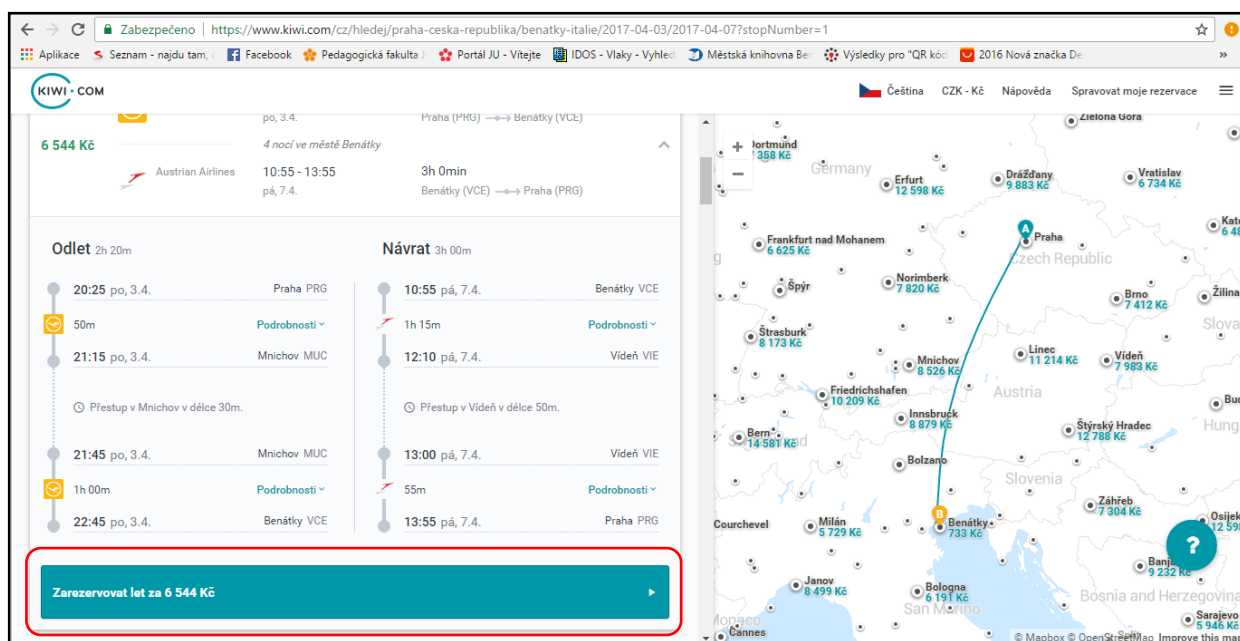 Zabezpečeno | https://www.kiwi.com/cz/hledej/praha-ceska-republika/benatky-italie/2017-04-03/2017-04-07?stopNumber=1
Aplikace Seznam - najdu tam, Facebook Pedagogická fakulta Portál JU - Vítejte IDOS - Vlaky - Vyhled Městská knihovna Ber Výsledky pro "QR kód 2016 Nová značka De »
KIWI·COM
Čeština CZK - Kč Nápověda Spravovat moje rezervace
po, 3.4. Praha (PRG) Benátky (VCE)
6 544 Kč 4 nocí ve městě Benátky
Austrian Airlines 10:55 - 13:55 3h 0min
pá, 7.4. Benátky (VCE) Praha (PRG)
Odlet 2h 20m
20:25 po, 3.4. Praha PRG
50m Podrobnosti
21:15 po, 3.4. Mnichov MUC
Přestup v Mnichov v délce 30m.
21:45 po, 3.4. Mnichov MUC
1h 00m Podrobnosti
22:45 po, 3.4. Benátky VCE
Návrat 3h 00m
10:55 pá, 7.4. Benátky VCE
1h 15m Podrobnosti
12:10 pá, 7.4. Vídeň VIE
Přestup v Vídeň v délce 50m.
13:00 pá, 7.4. Vídeň VIE
55m Podrobnosti
13:55 pá, 7.4. Praha PRG
Zarezervovat let za 6 544 Kč
+
−
Zielona Góra
Dortmund
358 Kč
Germany
Erfurt
12 598 Kč
Drážďany
9 883 Kč
Vratislav
6 734 Kč
A
Praha
Czech Republic
Frankfurt nad Mohanem
6 625 Kč
Špýr
Norimberk
7 820 Kč
Brno
7 412 Kč
Žilina
Štrasburk
8 173 Kč
Mnichov
8 526 Kč
Linec
11 214 Kč
Vídeň
7 983 Kč
Austria
Friedrichshafen
10 209 Kč
Innsbruck
8 879 Kč
Bern
14 581 Kč
Štýrský Hradec
12 788 Kč
Bolzano
Slovenia
Záhřeb
7 304 Kč
B
Benátky
733 Kč
Courchevel
Milán
5 729 Kč
Osijek
?
Janov
8 499 Kč
Bologna
6 191 Kč
San Marino
9 232 Kč
Bosnia and Herzegovina
Sarajevo
5 946 Kč
Cannes
© Mapbox © OpenStreetMap Improve this ma